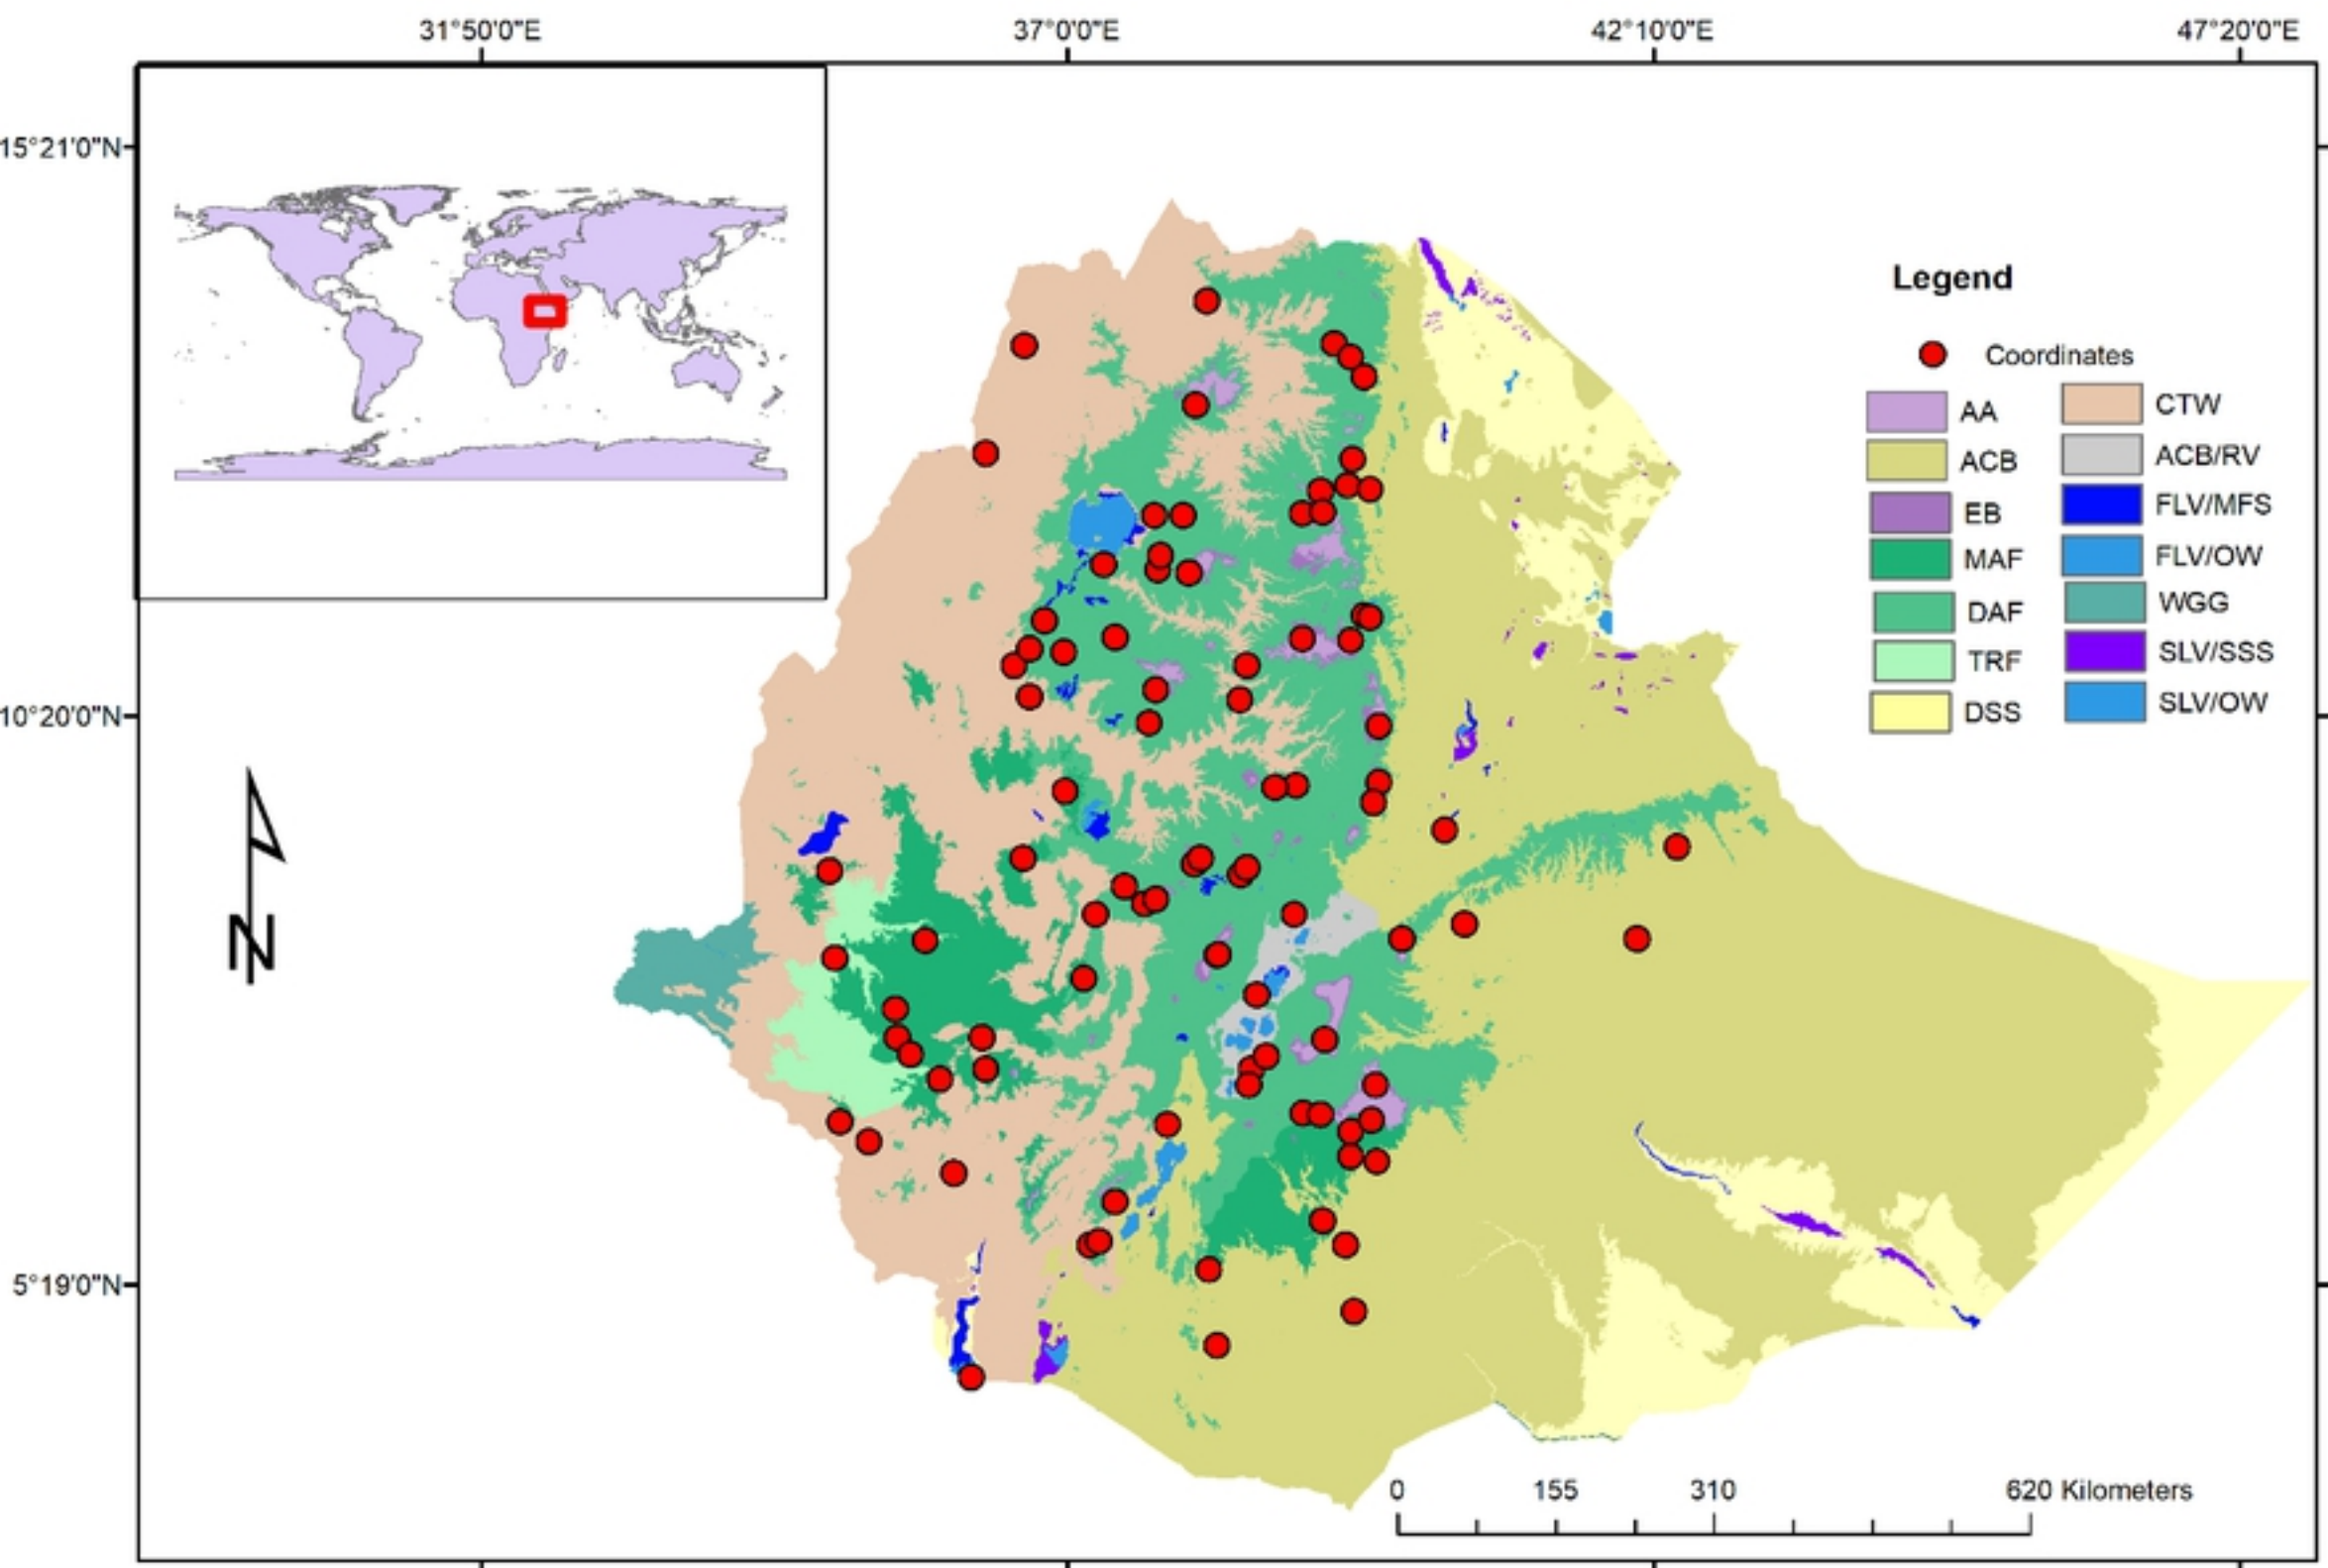 31°50'0"E 37°0'0"E 42°10'0"E 47°20'0"E
15°21'0"N
10°20'0"N
5°19'0"N
N
Legend
Coordinates
AA CTW
ACB ACB/RV
EB FLV/MFS
MAF FLV/OW
DAF WGG
TRF SLV/SSS
DSS SLV/OW
0 155 310 620 Kilometers